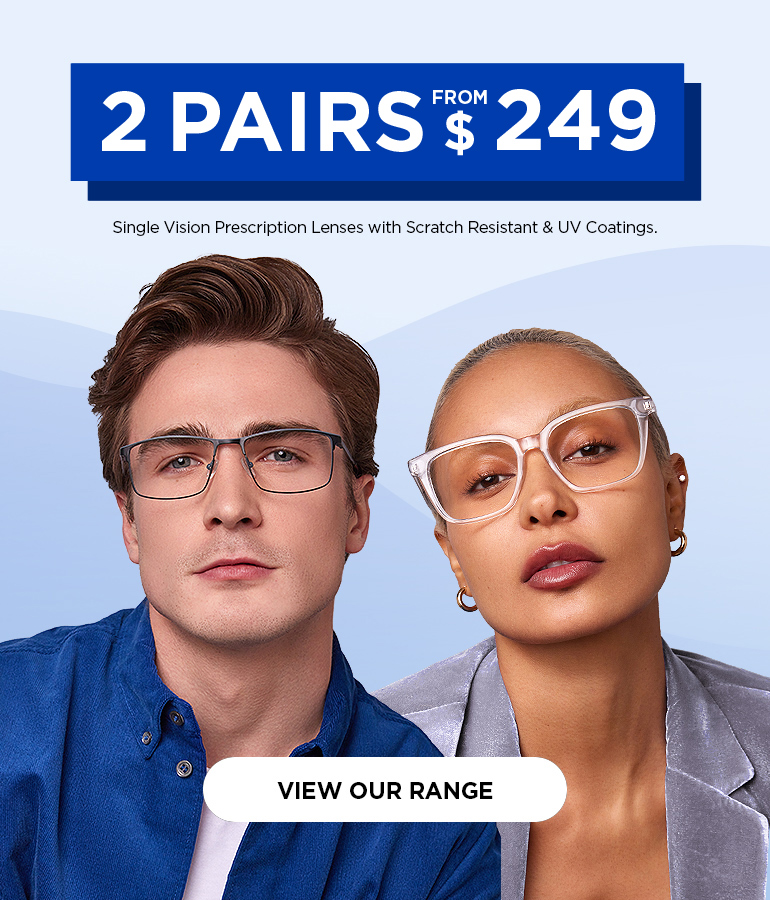 2 PAIRS FROM $249
Single Vision Prescription Lenses with Scratch Resistant & UV Coatings.
VIEW OUR RANGE